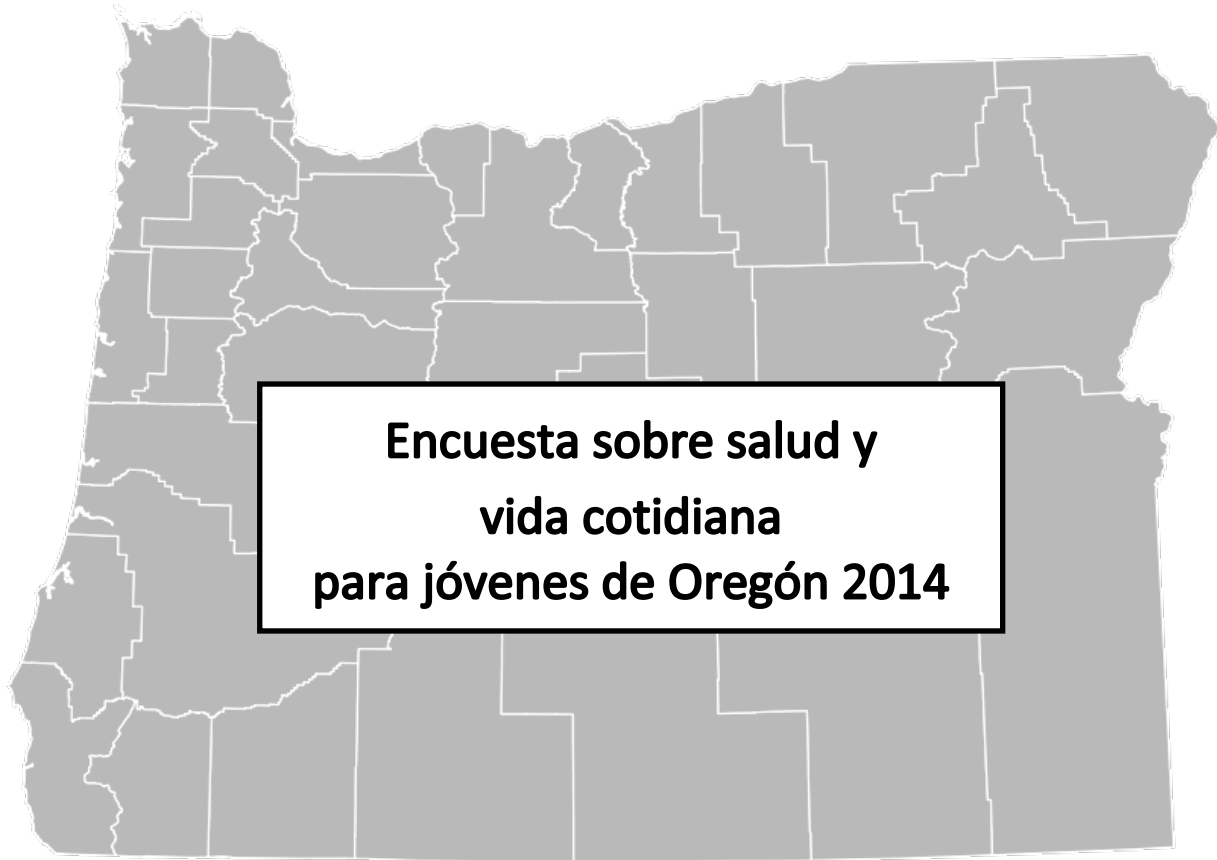 Encuesta sobre salud y
vida cotidiana
para jóvenes de Oregón 2014